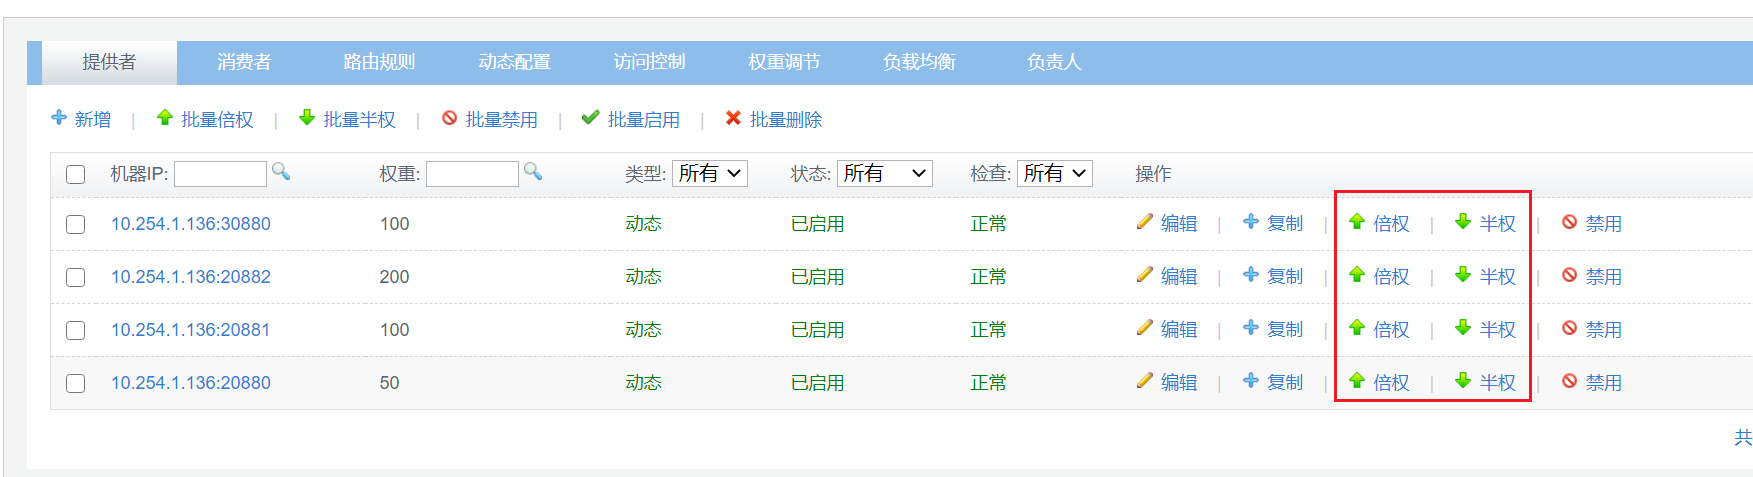 提供者 消费者 路由规则 动态配置 访问控制 权重调节 负载均衡 负责人
新增 | 批量倍权 | 批量半权 | 批量禁用 | 批量启用 | 批量删除
机器IP: 权重: 类型: 所有 状态: 所有 检查: 所有 操作
10.254.1.136:30880 100 动态 已启用 正常 编辑 | 复制 | 倍权 | 半权 | 禁用
10.254.1.136:20882 200 动态 已启用 正常 编辑 | 复制 | 倍权 | 半权 | 禁用
10.254.1.136:20881 100 动态 已启用 正常 编辑 | 复制 | 倍权 | 半权 | 禁用
10.254.1.136:20880 50 动态 已启用 正常 编辑 | 复制 | 倍权 | 半权 | 禁用
共